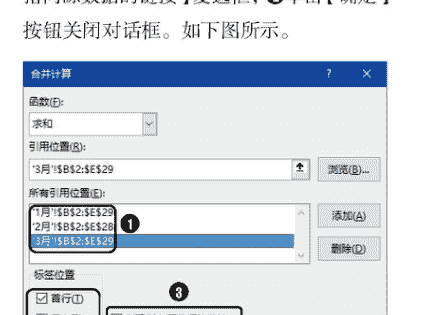 按钮关闭对话框。如下图所示。
合并计算 ? ×
函数(F):
求和
引用位置(R):
'3月'!$B$2:$E$29 浏览(B)...
所有引用位置(E):
'1月'!$B$2:$E$29
'2月'!$B$2:$E$28 ❶ 添加(A)
'3月'!$B$2:$E$29
删除(D)
标签位置
❸
首行(T)